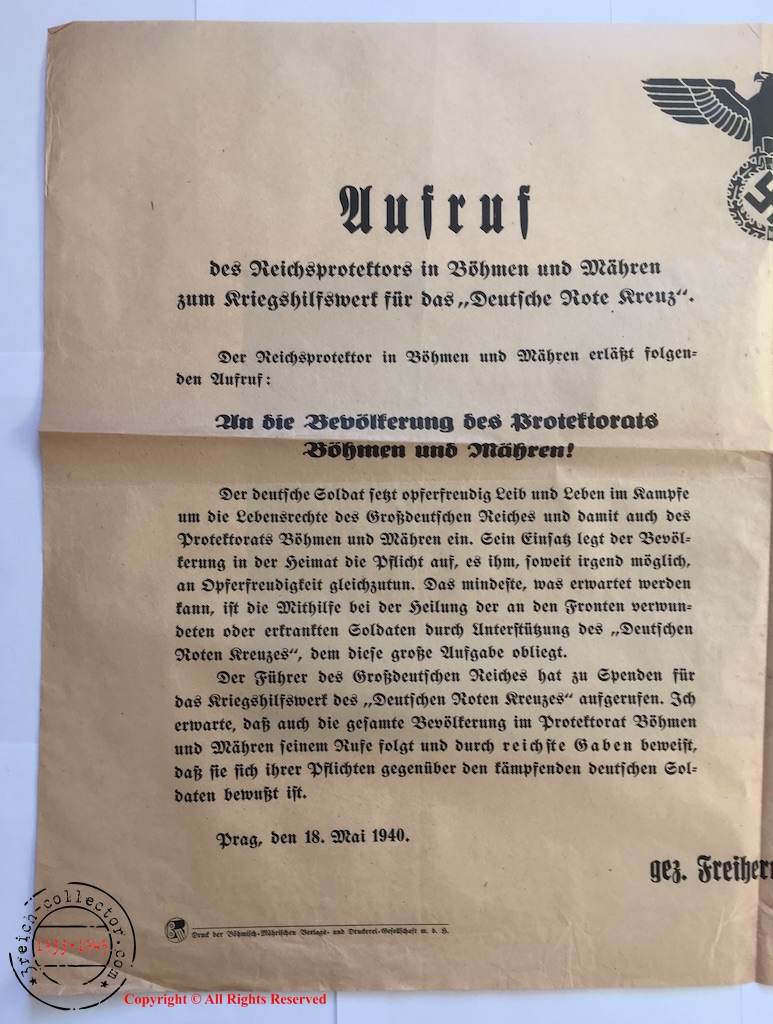 Aufruf
des Reichsprotektors in Böhmen und Mähren
zum Kriegshilfswerk für das „Deutsche Rote Kreuz“.
Der Reichsprotektor in Böhmen und Mähren erläßt folgen-
den Aufruf:
An die Bevölkerung des Protektorats
Böhmen und Mähren!
Der deutsche Soldat setzt opferfreudig Leib und Leben im Kampfe
um die Lebensrechte des Großdeutschen Reiches und damit auch des
Protektorats Böhmen und Mähren ein. Sein Einsatz legt der Bevöl-
kerung in der Heimat die Pflicht auf, es ihm, soweit irgend möglich,
an Opferfreudigkeit gleichzutun. Das mindeste, was erwartet werden
kann, ist die Mithilfe bei der Heilung der an den Fronten verwun-
deten oder erkrankten Soldaten durch Unterstützung des „Deutschen
Roten Kreuzes“, dem diese große Aufgabe obliegt.
Der Führer des Großdeutschen Reiches hat zu Spenden für
das Kriegshilfswerk des „Deutschen Roten Kreuzes“ aufgerufen. Ich
erwarte, daß auch die gesamte Bevölkerung im Protektorat Böhmen
und Mähren seinem Rufe folgt und durch reichste Gaben beweist,
daß sie sich ihrer Pflichten gegenüber den kämpfenden deutschen Sol-
daten bewußt ist.
Prag, den 18. Mai 1940.
gez. Freiherr
Druck der Böhmisch-Mährischen Verlags- und Druckerei-Gesellschaft m. b. H.
3reich-collector.com
1933-1945
Copyright © All Rights Reserved